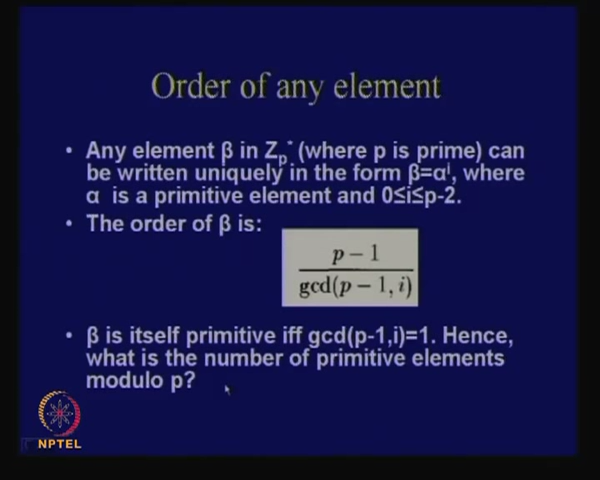 Order of any element
• Any element β in Zp* (where p is prime) can
be written uniquely in the form β=αⁱ, where
α is a primitive element and 0≤i≤p-2.
• The order of β is:
p − 1
gcd(p − 1, i)
• β is itself primitive iff gcd(p-1,i)=1. Hence,
what is the number of primitive elements
modulo p?
NPTEL